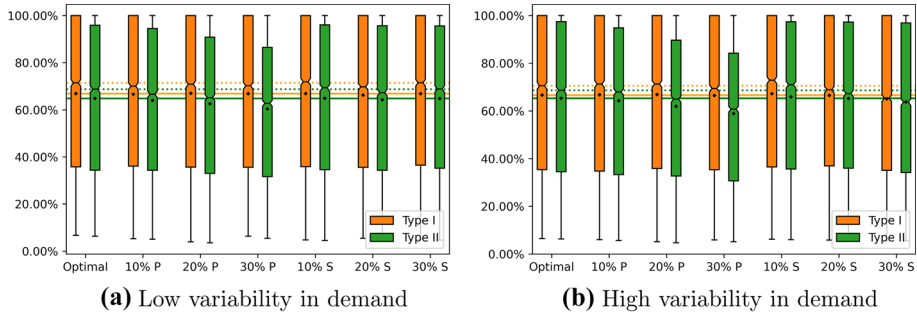 100.00%
80.00%
60.00%
40.00%
20.00%
0.00%
Type I
Type II
Optimal 10% P 20% P 30% P 10% S 20% S 30% S
(a) Low variability in demand
100.00%
80.00%
60.00%
40.00%
20.00%
0.00%
Type I
Type II
Optimal 10% P 20% P 30% P 10% S 20% S 30% S
(b) High variability in demand